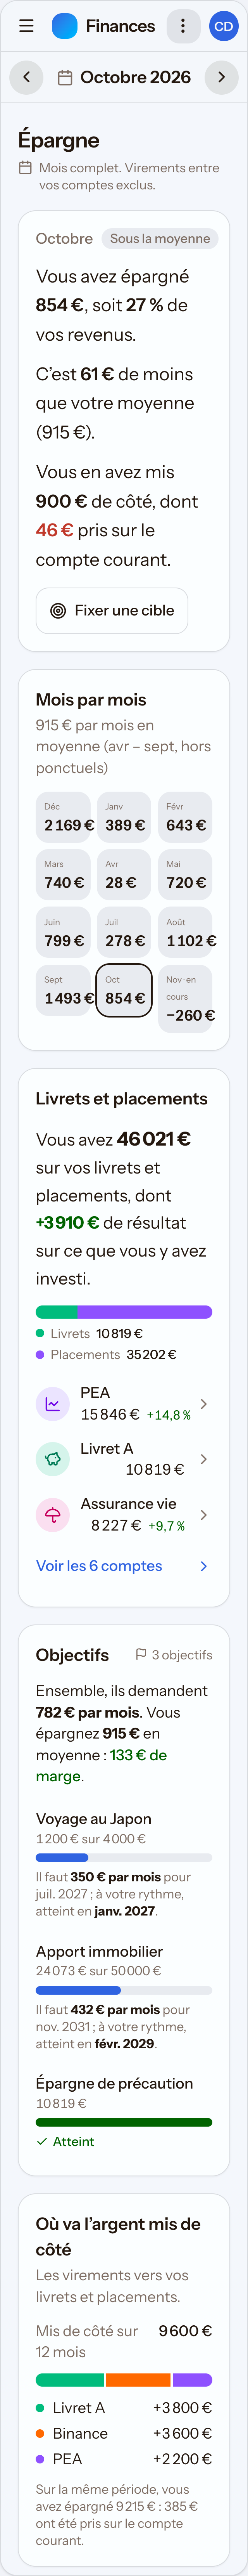 Finances
CD
Octobre 2026
Épargne
Mois complet. Virements entre
vos comptes exclus.
Octobre Sous la moyenne
Vous avez épargné
854 €, soit 27 % de
vos revenus.
C’est 61 € de moins
que votre moyenne
(915 €).
Vous en avez mis
900 € de côté, dont
46 € pris sur le
compte courant.
Fixer une cible
Mois par mois
915 € par mois en
moyenne (avr – sept, hors
ponctuels)
Déc Janv Févr
2 169 € 389 € 643 €
Mars Avr Mai
740 € 28 € 720 €
Juin Juil Août
799 € 278 € 1 102 €
Sept Oct Nov · en
cours
1 493 € 854 € −260 €
Livrets et placements
Vous avez 46 021 €
sur vos livrets et
placements, dont
+3 910 € de résultat
sur ce que vous y avez
investi.
Livrets 10 819 €
Placements 35 202 €
PEA
15 846 € +14,8 %
Livret A
10 819 €
Assurance vie
8 227 € +9,7 %
Voir les 6 comptes
Objectifs 3 objectifs
Ensemble, ils demandent
782 € par mois. Vous
épargnez 915 € en
moyenne : 133 € de
marge.
Voyage au Japon
1 200 € sur 4 000 €
Il faut 350 € par mois pour
juil. 2027 ; à votre rythme,
atteint en janv. 2027.
Apport immobilier
24 073 € sur 50 000 €
Il faut 432 € par mois pour
nov. 2031 ; à votre rythme,
atteint en févr. 2029.
Épargne de précaution
10 819 €
Atteint
Où va l’argent mis de
côté
Les virements vers vos
livrets et placements.
Mis de côté sur 9 600 €
12 mois
Livret A +3 800 €
Binance +3 600 €
PEA +2 200 €
Sur la même période, vous
avez épargné 9 215 € : 385 €
ont été pris sur le compte
courant.